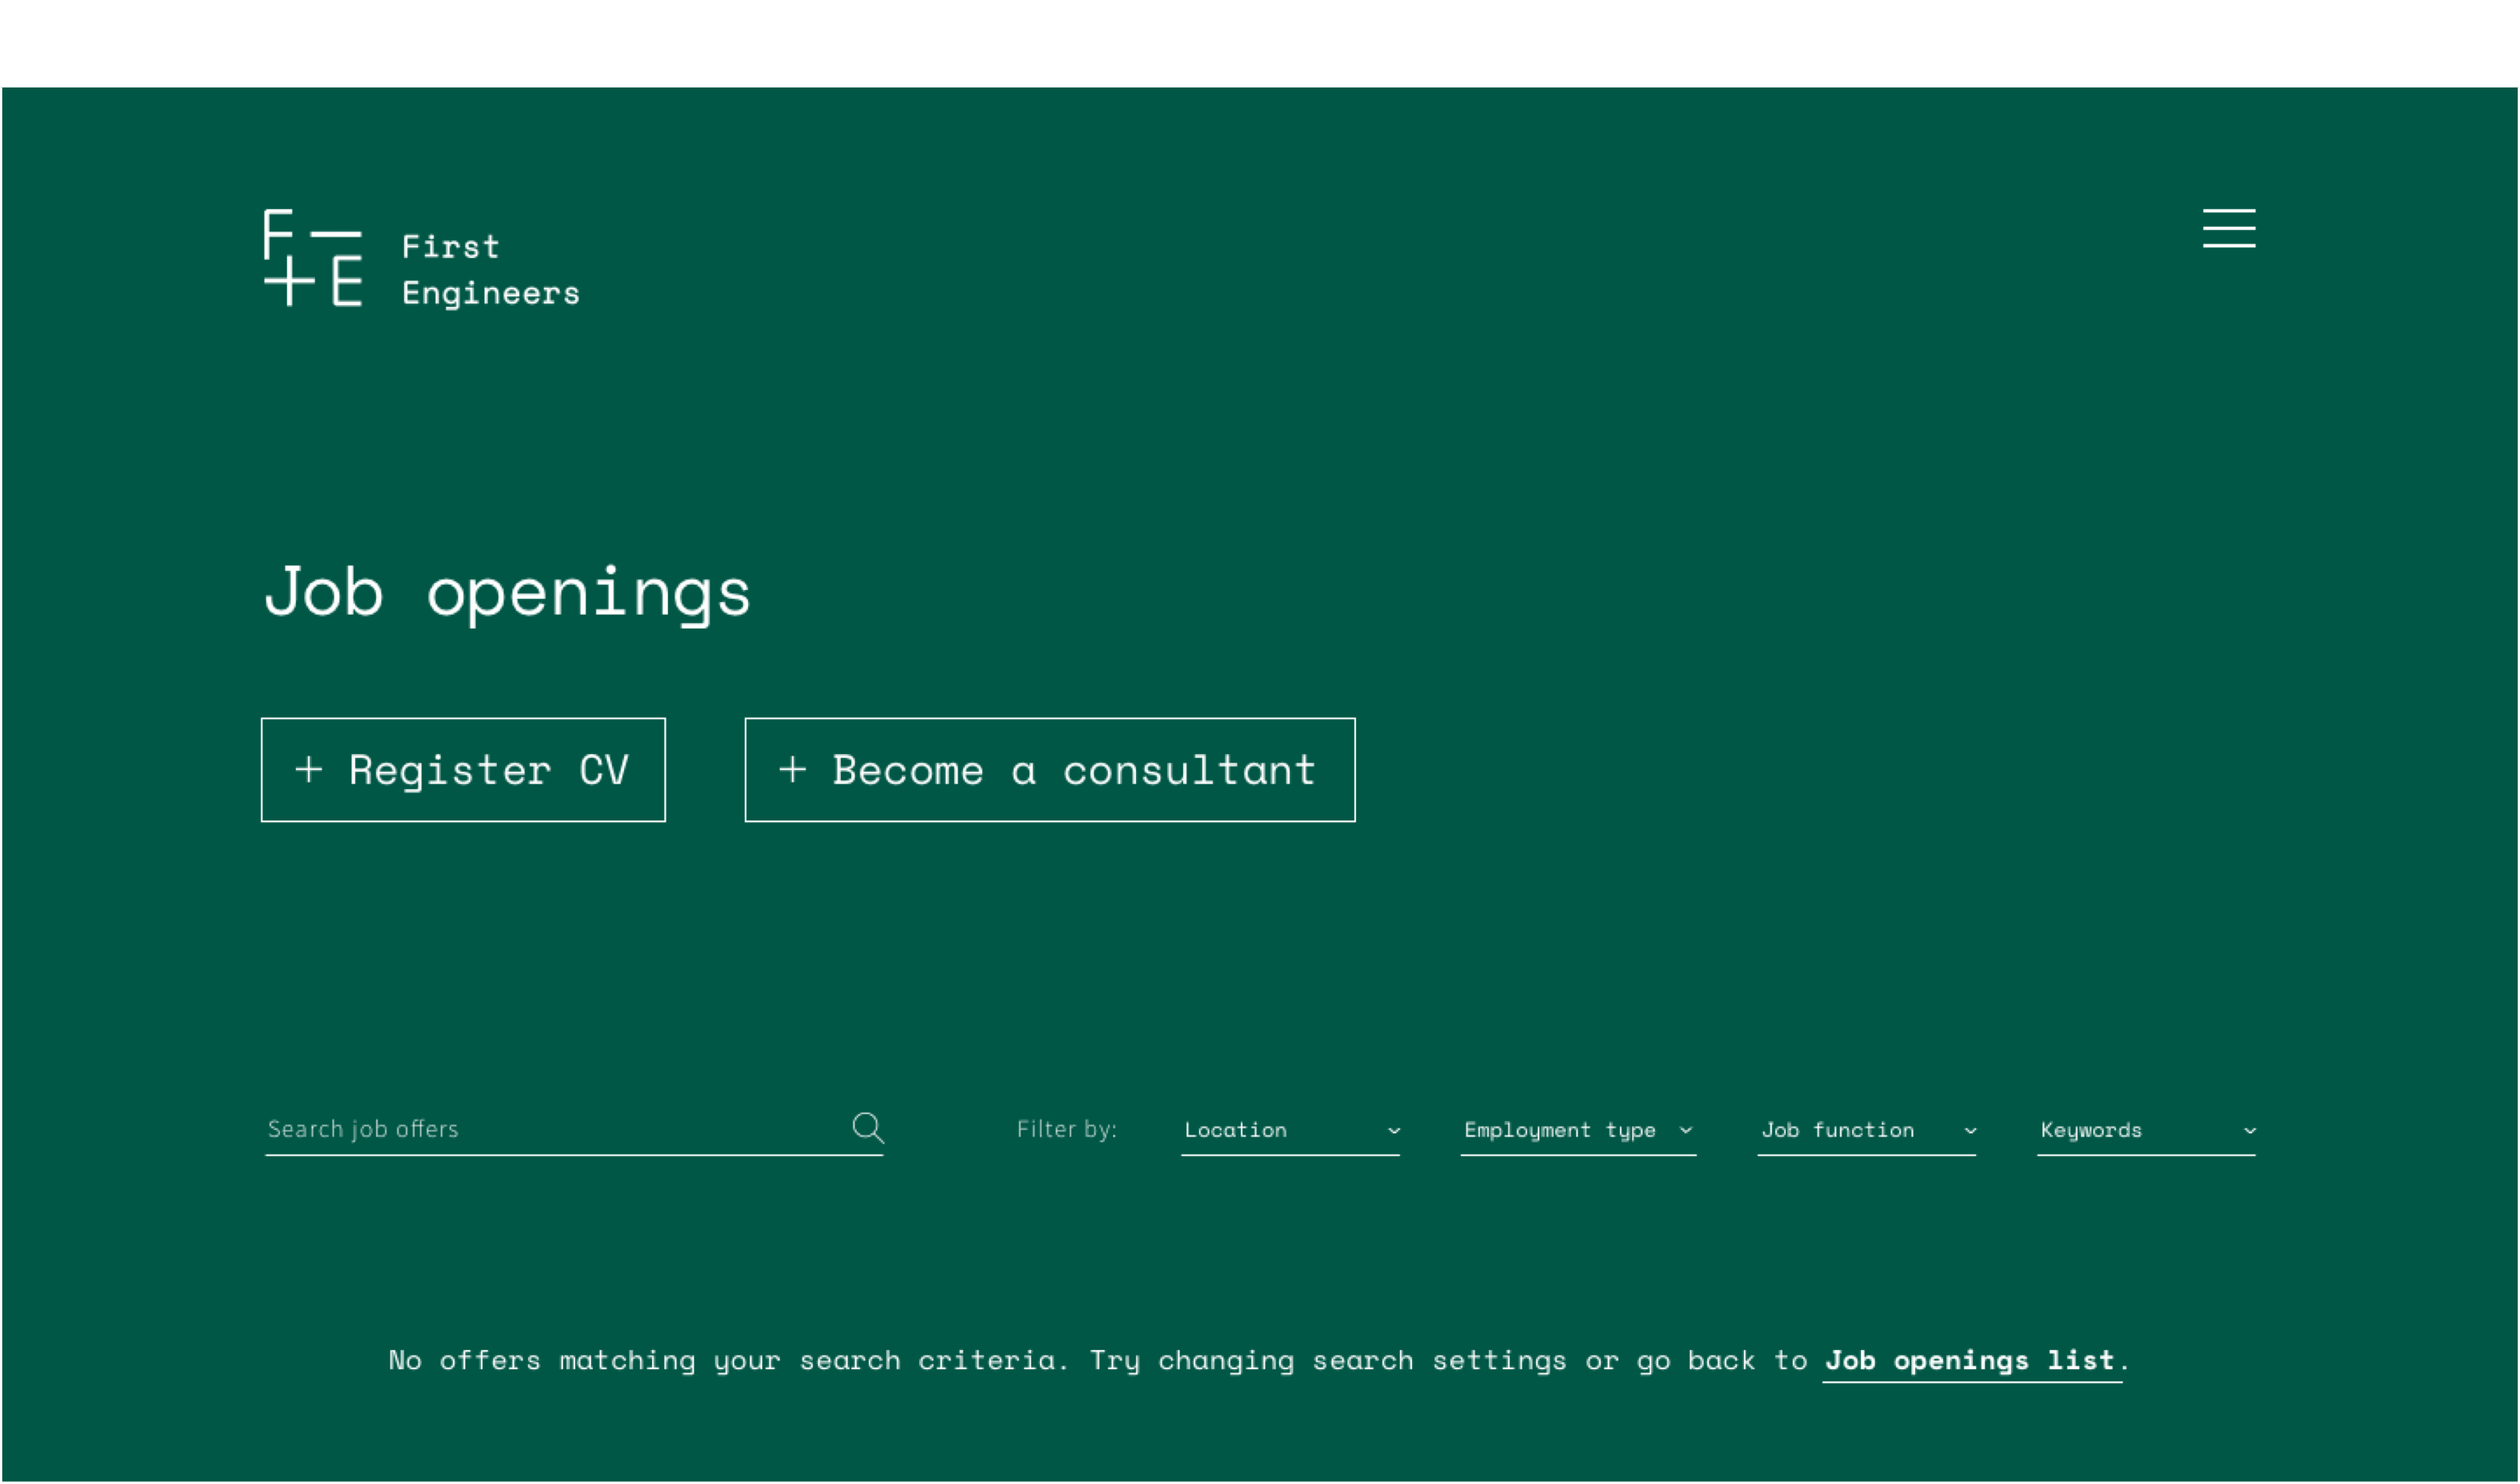 F
+E
First
Engineers
Job openings
+ Register CV
+ Become a consultant
Search job offers
Filter by:
Location
Employment type
Job function
Keywords
No offers matching your search criteria. Try changing search settings or go back to Job openings list.